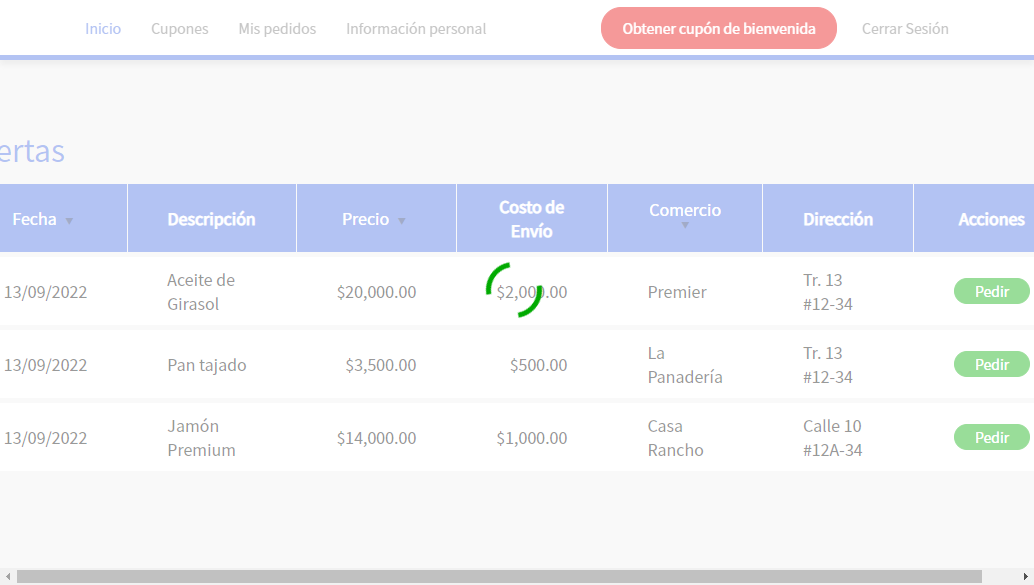 Inicio Cupones Mis pedidos Información personal Obtener cupón de bienvenida Cerrar Sesión
ertas
Fecha Descripción Precio Costo de Envío Comercio Dirección Acciones
13/09/2022 Aceite de Girasol $20,000.00 $2,000.00 Premier Tr. 13 #12-34 Pedir
13/09/2022 Pan tajado $3,500.00 $500.00 La Panadería Tr. 13 #12-34 Pedir
13/09/2022 Jamón Premium $14,000.00 $1,000.00 Casa Rancho Calle 10 #12A-34 Pedir